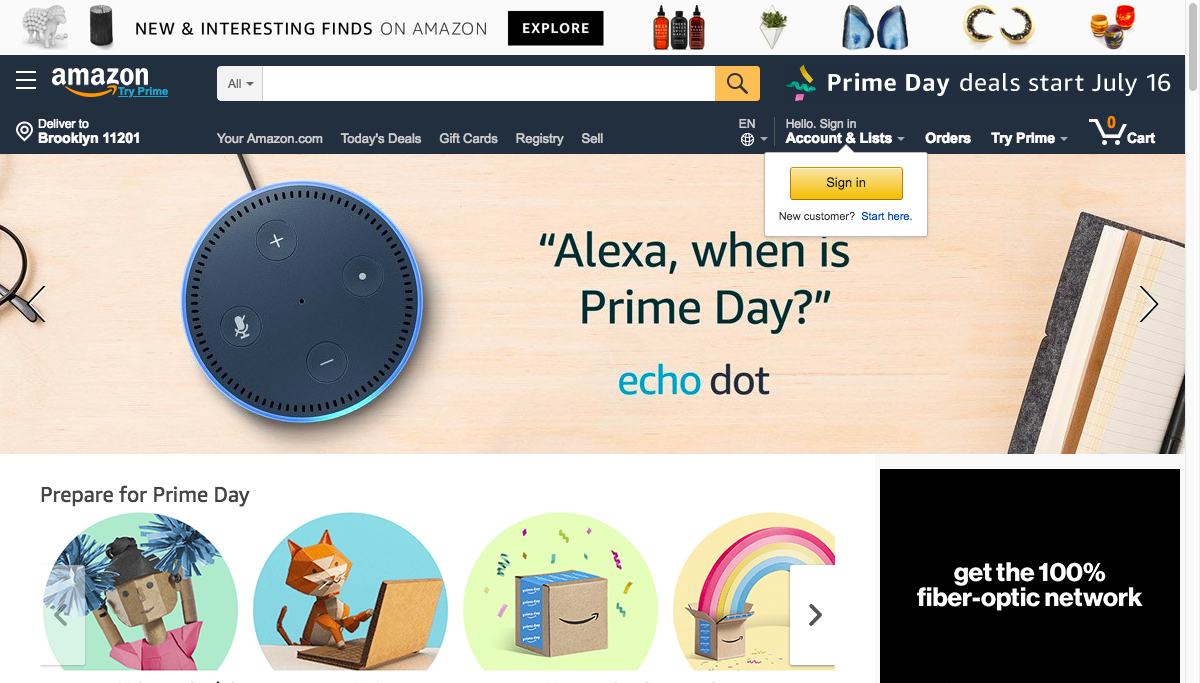 NEW & INTERESTING FINDS ON AMAZON EXPLORE
amazon
Try Prime
All
Prime Day deals start July 16
Deliver to
Brooklyn 11201
Your Amazon.com Today's Deals Gift Cards Registry Sell
EN
Hello. Sign in
Account & Lists
Orders
Try Prime
0
Cart
Sign in
New customer? Start here.
“Alexa, when is
Prime Day?”
echo dot
Prepare for Prime Day
get the 100%
fiber-optic network